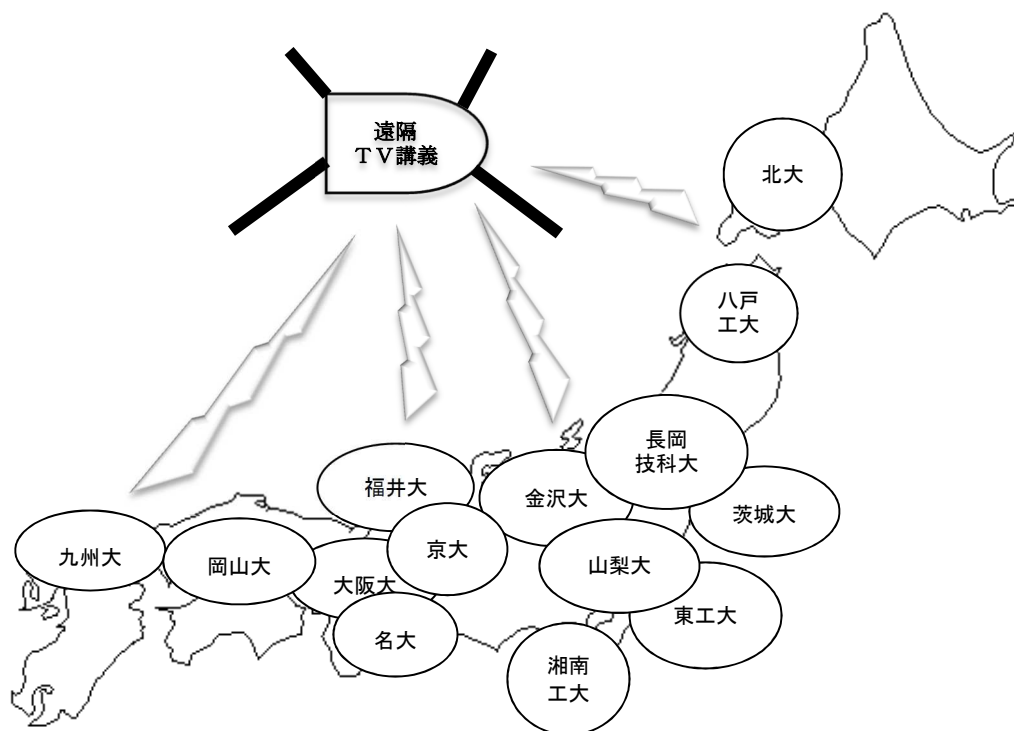 遠隔
ＴＶ講義
北大
八戸
工大
長岡
技科大
福井大
金沢大
茨城大
京大
九州大
岡山大
大阪大
山梨大
東工大
名大
湘南
工大